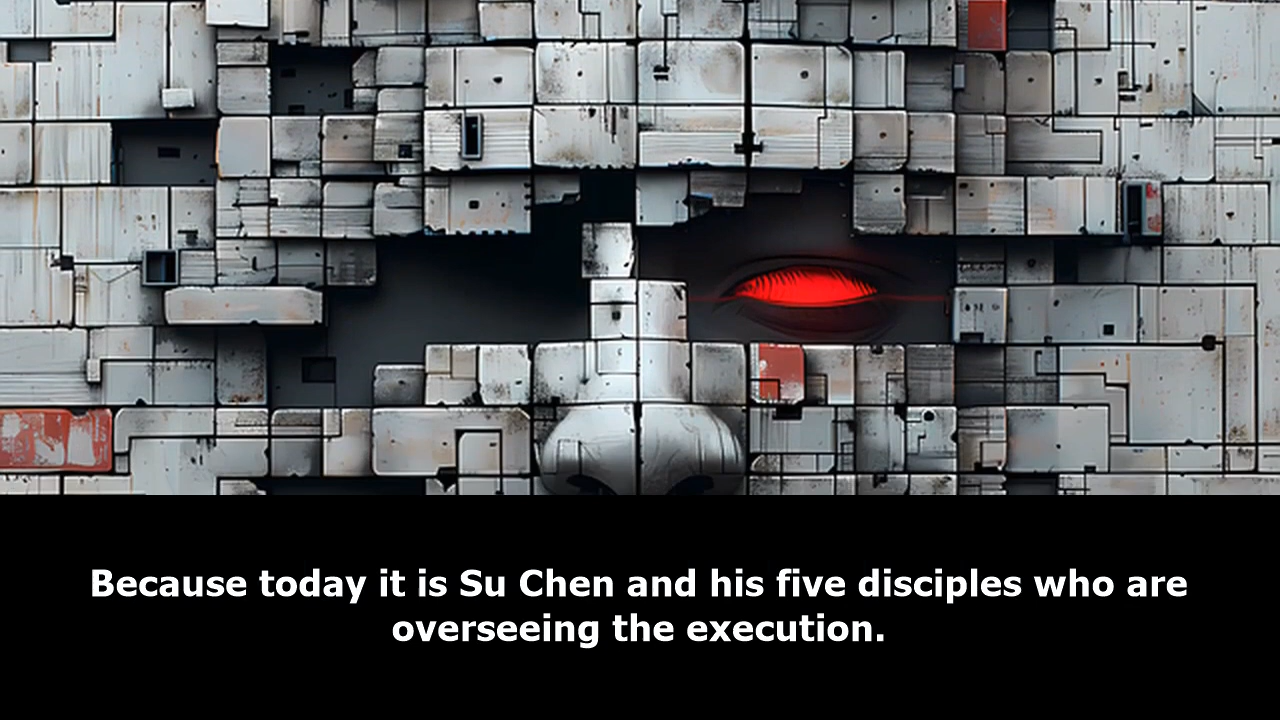 Because today it is Su Chen and his five disciples who are
overseeing the execution.